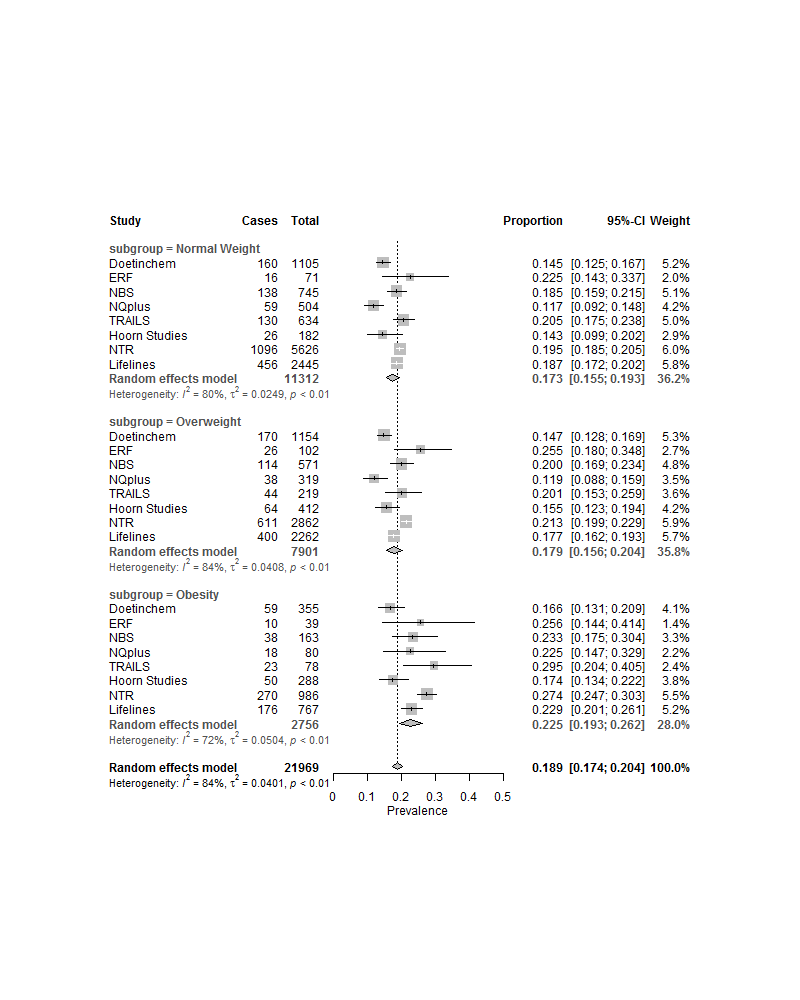 Study Cases Total Proportion 95%-CI Weight
subgroup = Normal Weight
Doetinchem 160 1105 0.145 [0.125; 0.167] 5.2%
ERF 16 71 0.225 [0.143; 0.337] 2.0%
NBS 138 745 0.185 [0.159; 0.215] 5.1%
NQplus 59 504 0.117 [0.092; 0.148] 4.2%
TRAILS 130 634 0.205 [0.175; 0.238] 5.0%
Hoorn Studies 26 182 0.143 [0.099; 0.202] 2.9%
NTR 1096 5626 0.195 [0.185; 0.205] 6.0%
Lifelines 456 2445 0.187 [0.172; 0.202] 5.8%
Random effects model 11312 0.173 [0.155; 0.193] 36.2%
Heterogeneity: I² = 80%, τ² = 0.0249, p < 0.01
subgroup = Overweight
Doetinchem 170 1154 0.147 [0.128; 0.169] 5.3%
ERF 26 102 0.255 [0.180; 0.348] 2.7%
NBS 114 571 0.200 [0.169; 0.234] 4.8%
NQplus 38 319 0.119 [0.088; 0.159] 3.5%
TRAILS 44 219 0.201 [0.153; 0.259] 3.6%
Hoorn Studies 64 412 0.155 [0.123; 0.194] 4.2%
NTR 611 2862 0.213 [0.199; 0.229] 5.9%
Lifelines 400 2262 0.177 [0.162; 0.193] 5.7%
Random effects model 7901 0.179 [0.156; 0.204] 35.8%
Heterogeneity: I² = 84%, τ² = 0.0408, p < 0.01
subgroup = Obesity
Doetinchem 59 355 0.166 [0.131; 0.209] 4.1%
ERF 10 39 0.256 [0.144; 0.414] 1.4%
NBS 38 163 0.233 [0.175; 0.304] 3.3%
NQplus 18 80 0.225 [0.147; 0.329] 2.2%
TRAILS 23 78 0.295 [0.204; 0.405] 2.4%
Hoorn Studies 50 288 0.174 [0.134; 0.222] 3.8%
NTR 270 986 0.274 [0.247; 0.303] 5.5%
Lifelines 176 767 0.229 [0.201; 0.261] 5.2%
Random effects model 2756 0.225 [0.193; 0.262] 28.0%
Heterogeneity: I² = 72%, τ² = 0.0504, p < 0.01
Random effects model 21969 0.189 [0.174; 0.204] 100.0%
Heterogeneity: I² = 84%, τ² = 0.0401, p < 0.01
0 0.1 0.2 0.3 0.4 0.5
Prevalence